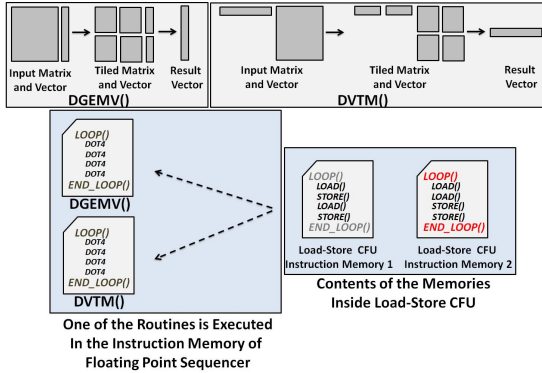 Input Matrix
and Vector
Tiled Matrix
and Vector
Result
Vector
DGEMV()
Input Matrix
and Vector
Tiled Matrix
and Vector
Result
Vector
DVTM()
LOOP()
DOT4
DOT4
DOT4
DOT4
END_LOOP()
DGEMV()
LOOP()
DOT4
DOT4
DOT4
DOT4
END_LOOP()
DVTM()
One of the Routines is Executed
In the Instruction Memory of
Floating Point Sequencer
LOOP()
LOAD()
STORE()
LOAD()
STORE()
END_LOOP()
Load-Store CFU
Instruction Memory 1
LOOP()
LOAD()
LOAD()
STORE()
STORE()
END_LOOP()
Load-Store CFU
Instruction Memory 2
Contents of the Memories
Inside Load-Store CFU